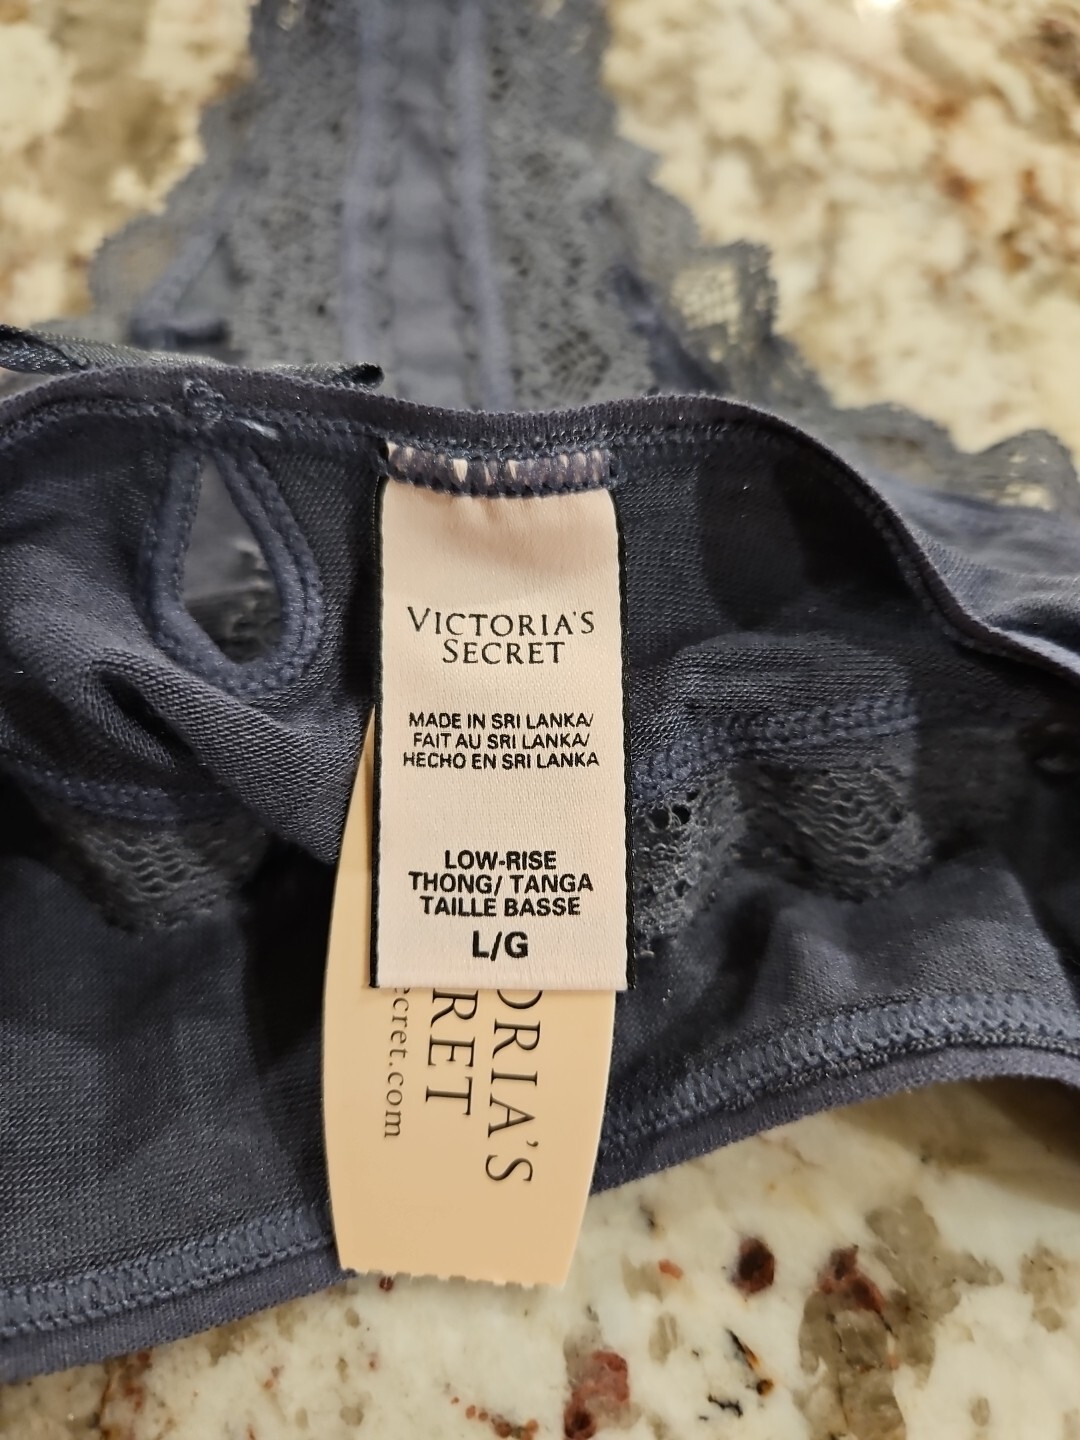 VICTORIA'S
SECRET
MADE IN SRI LANKA/
FAIT AU SRI LANKA/
HECHO EN SRI LANKA
LOW-RISE
THONG/ TANGA
TAILLE BASSE
L/G
ORIA'S
RET
ecret.com